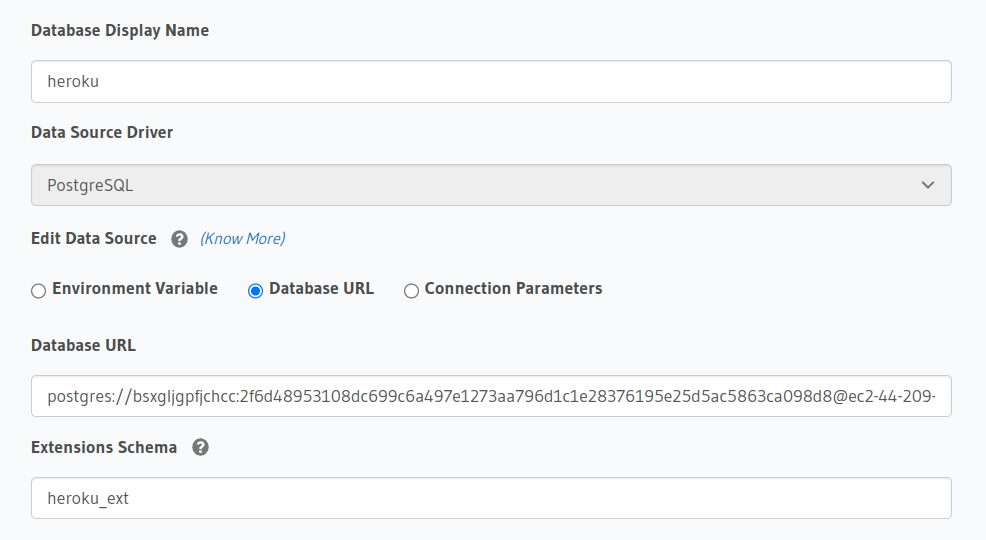 Database Display Name
heroku
Data Source Driver
PostgreSQL
Edit Data Source ? (Know More)
Environment Variable Database URL Connection Parameters
Database URL
postgres://bsxgljgpfjchcc:2f6d48953108dc699c6a497e1273aa796d1c1e28376195e25d5ac5863ca098d8@ec2-44-209-
Extensions Schema ?
heroku_ext